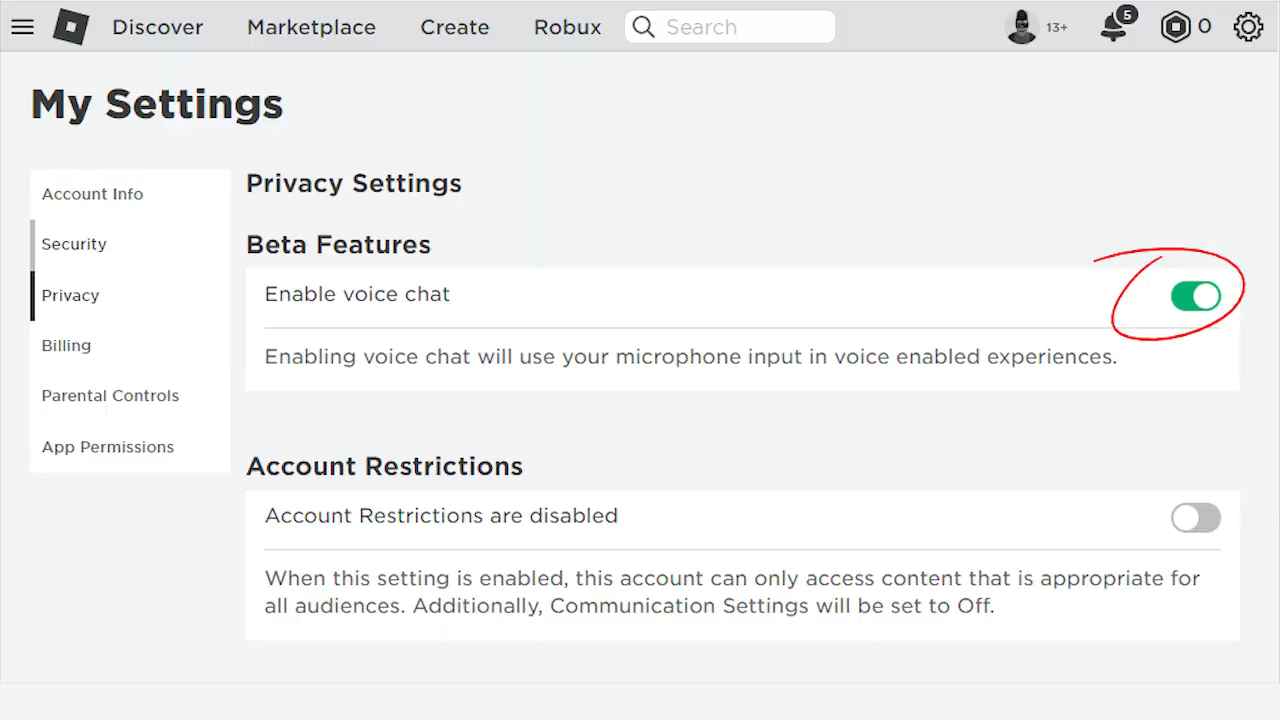 Discover Marketplace Create Robux Search 13+ 5 0
My Settings
Account Info
Security
Privacy
Billing
Parental Controls
App Permissions
Privacy Settings
Beta Features
Enable voice chat
Enabling voice chat will use your microphone input in voice enabled experiences.
Account Restrictions
Account Restrictions are disabled
When this setting is enabled, this account can only access content that is appropriate for
all audiences. Additionally, Communication Settings will be set to Off.